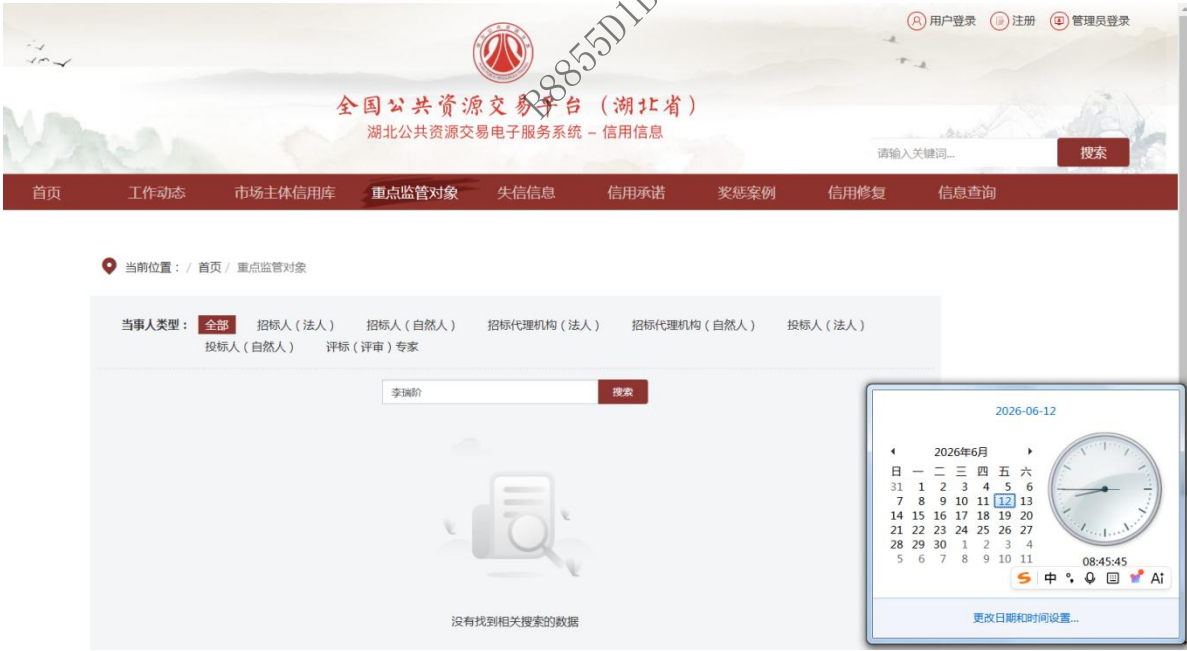 用户登录 注册 管理员登录
B8855D1D
全国公共资源交易平台（湖北省）
湖北公共资源交易电子服务系统 – 信用信息
请输入关键词... 搜索
首页 工作动态 市场主体信用库 重点监管对象 失信信息 信用承诺 奖惩案例 信用修复 信息查询
当前位置： / 首页 / 重点监管对象
当事人类型： 全部 招标人 ( 法人 ) 招标人 ( 自然人 ) 招标代理机构 ( 法人 ) 招标代理机构 ( 自然人 ) 投标人 ( 法人 )
投标人 ( 自然人 ) 评标 ( 评审 ) 专家
李瑞阶 搜索
没有找到相关搜索的数据
2026-06-12
2026年6月
日 一 二 三 四 五 六
31 1 2 3 4 5 6
7 8 9 10 11 12 13
14 15 16 17 18 19 20
21 22 23 24 25 26 27
28 29 30 1 2 3 4
5 6 7 8 9 10 11
08:45:45
中 °, Ai
更改日期和时间设置...